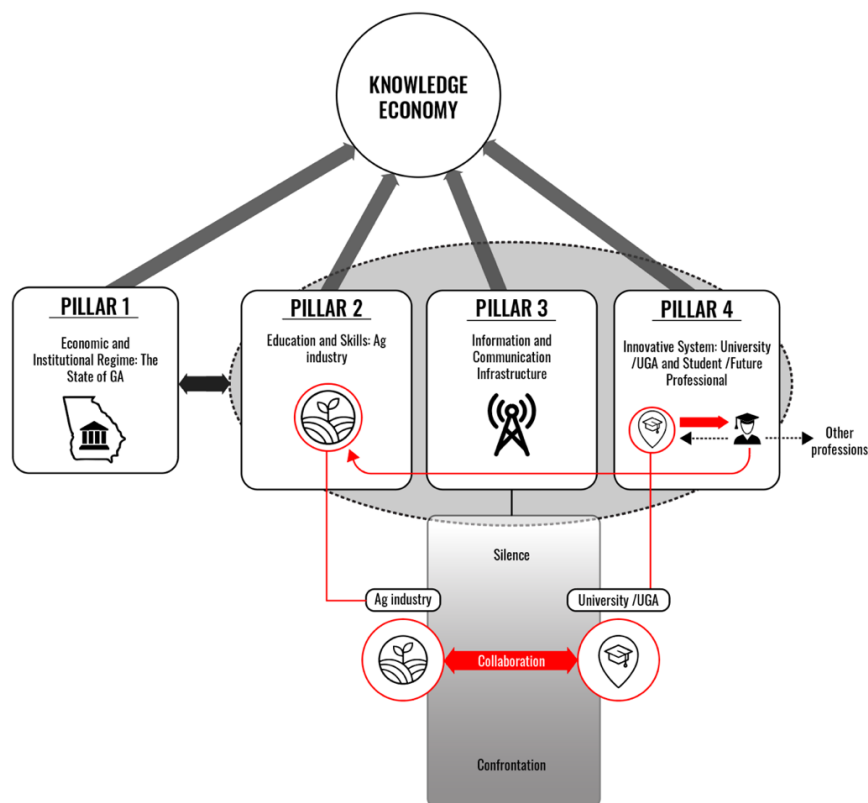 KNOWLEDGE
ECONOMY
PILLAR 1
Economic and
Institutional Regime: The
State of GA
PILLAR 2
Education and Skills: Ag
industry
PILLAR 3
Information and
Communication
Infrastructure
PILLAR 4
Innovative System: University
/UGA and Student /Future
Professional
Other
professions
Silence
Ag industry
University /UGA
Collaboration
Confrontation